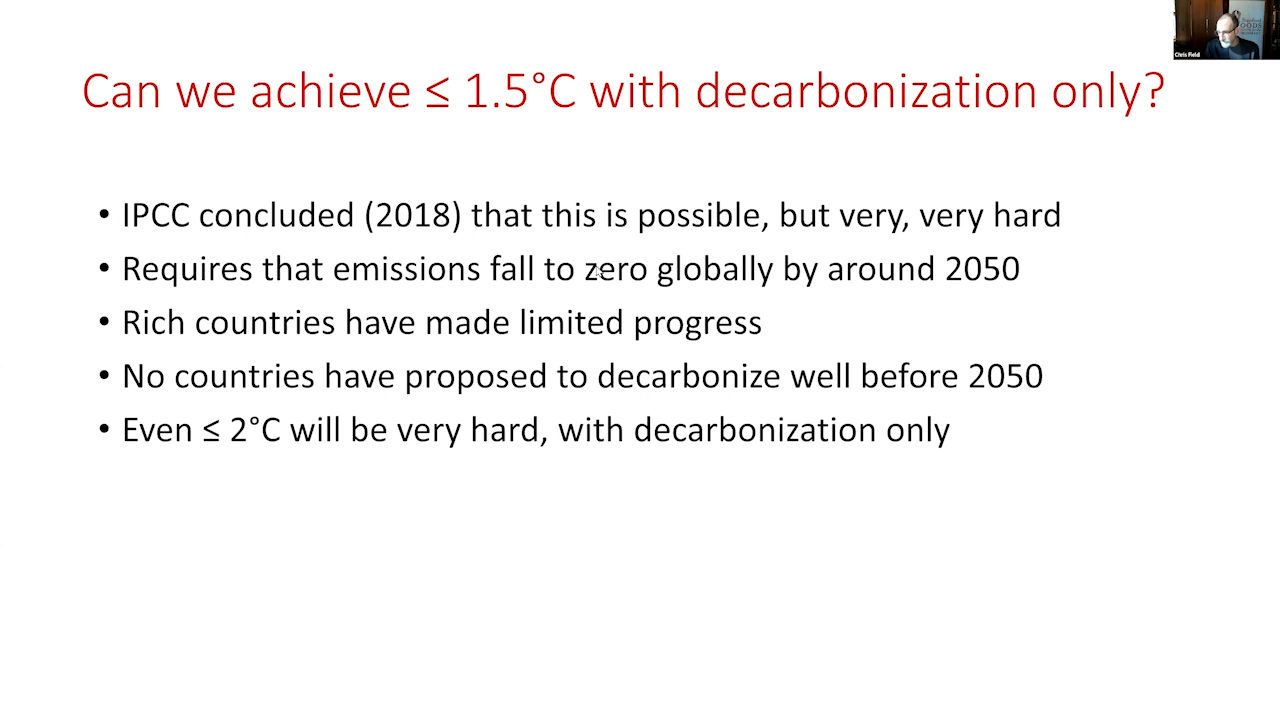 Chris Field
Can we achieve ≤ 1.5°C with decarbonization only?
• IPCC concluded (2018) that this is possible, but very, very hard
• Requires that emissions fall to zero globally by around 2050
• Rich countries have made limited progress
• No countries have proposed to decarbonize well before 2050
• Even ≤ 2°C will be very hard, with decarbonization only